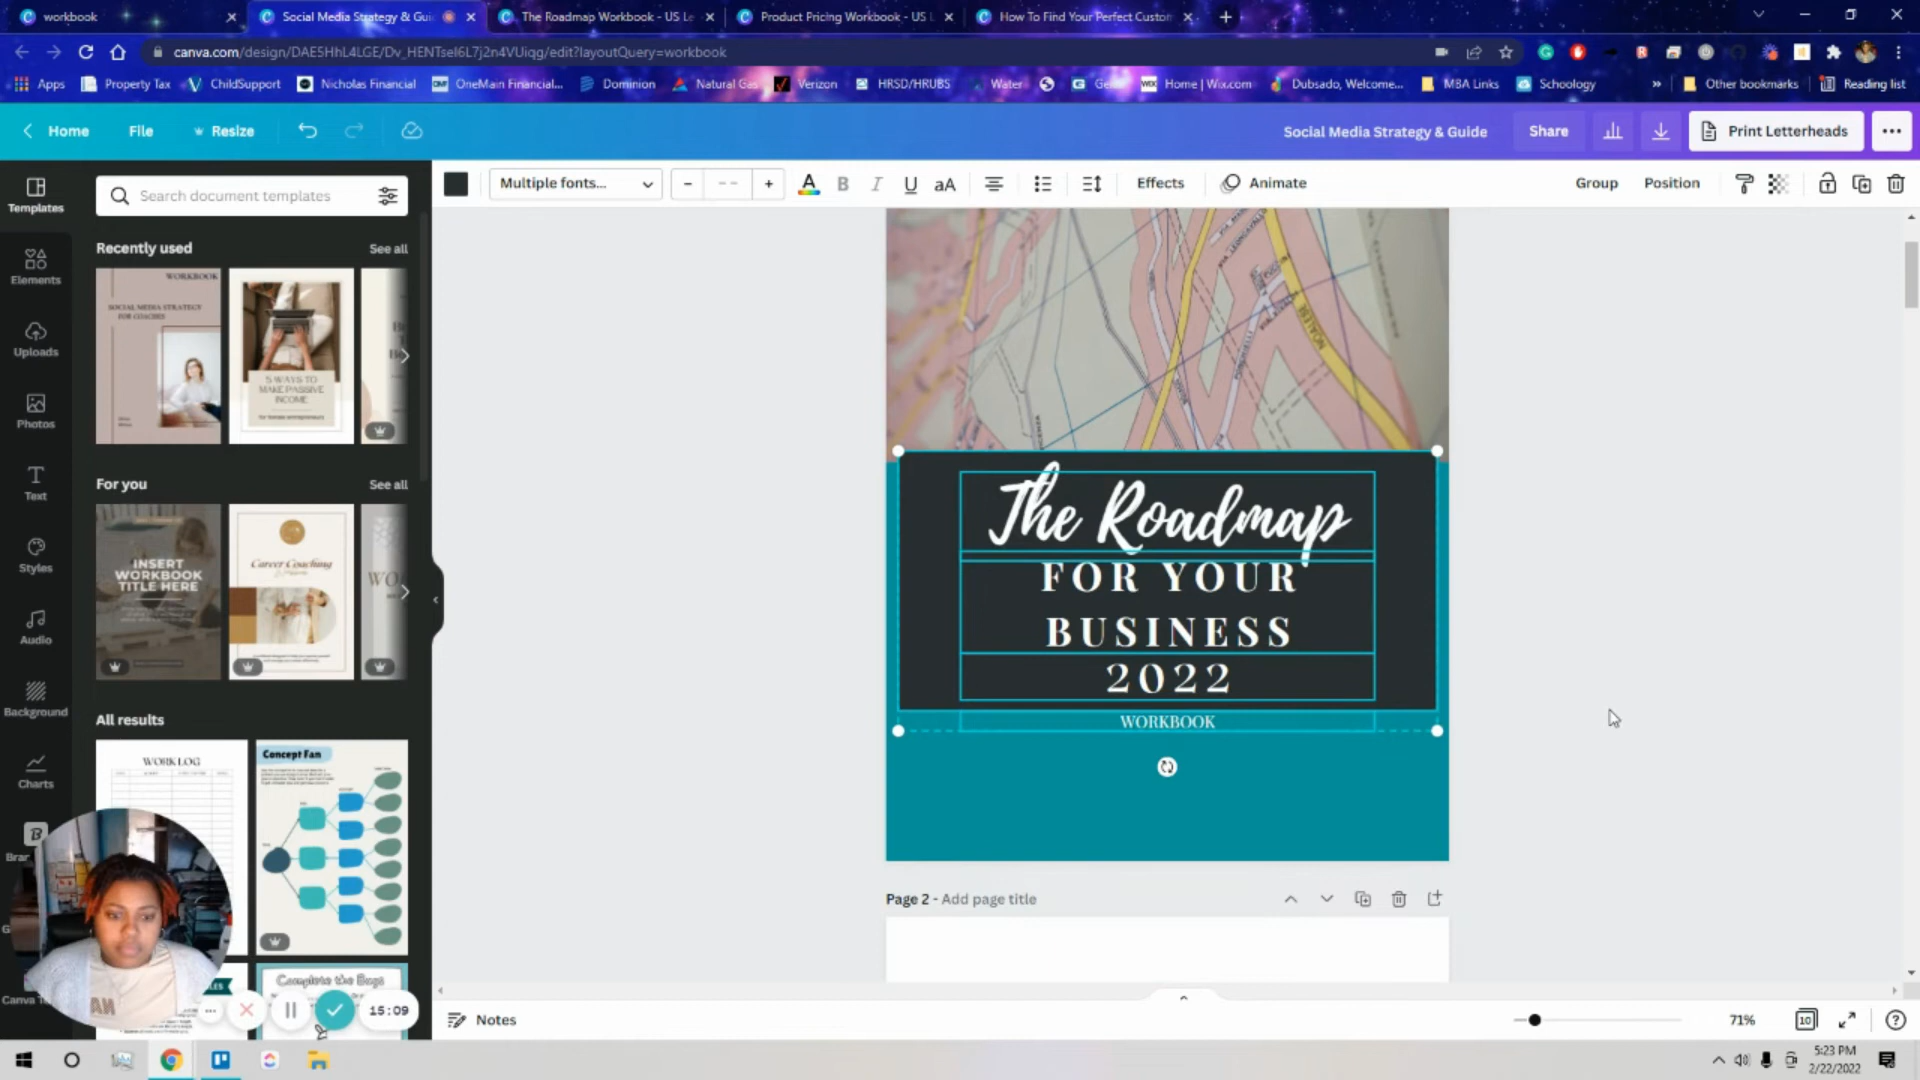 workbook
Social Media Strategy & Gui
The Roadmap Workbook - US Le
Product Pricing Workbook - US L
How To Find Your Perfect Custom
canva.com/design/DAE5HhL4LGE/Dv_HENTsel6L7j2n4VUiqg/edit?layoutQuery=workbook
Apps
Property Tax
ChildSupport
Nicholas Financial
OneMain Financial...
Dominion
Natural Gas
Verizon
HRSD/HRUBS
Water
Home | Wix.com
Dubsado, Welcome...
MBA Links
Schoology
Other bookmarks
Reading list
Home
File
Resize
Social Media Strategy & Guide
Share
Print Letterheads
Multiple fonts...
Effects
Animate
Group
Position
Templates
Elements
Uploads
Photos
Text
Styles
Audio
Background
Charts
Search document templates
Recently used
See all
WORKBOOK
SOCIAL MEDIA STRATEGY
FOR COACHES
5 WAYS TO
MAKE PASSIVE
INCOME
For you
See all
INSERT
WORKBOOK
TITLE HERE
Career Coaching
All results
WORK LOG
Concept Fan
Complete the Bugs
15:09
The Roadmap
FOR YOUR
BUSINESS
2022
WORKBOOK
Page 2 - Add page title
Notes
71%
10
5:23 PM
2/22/2022